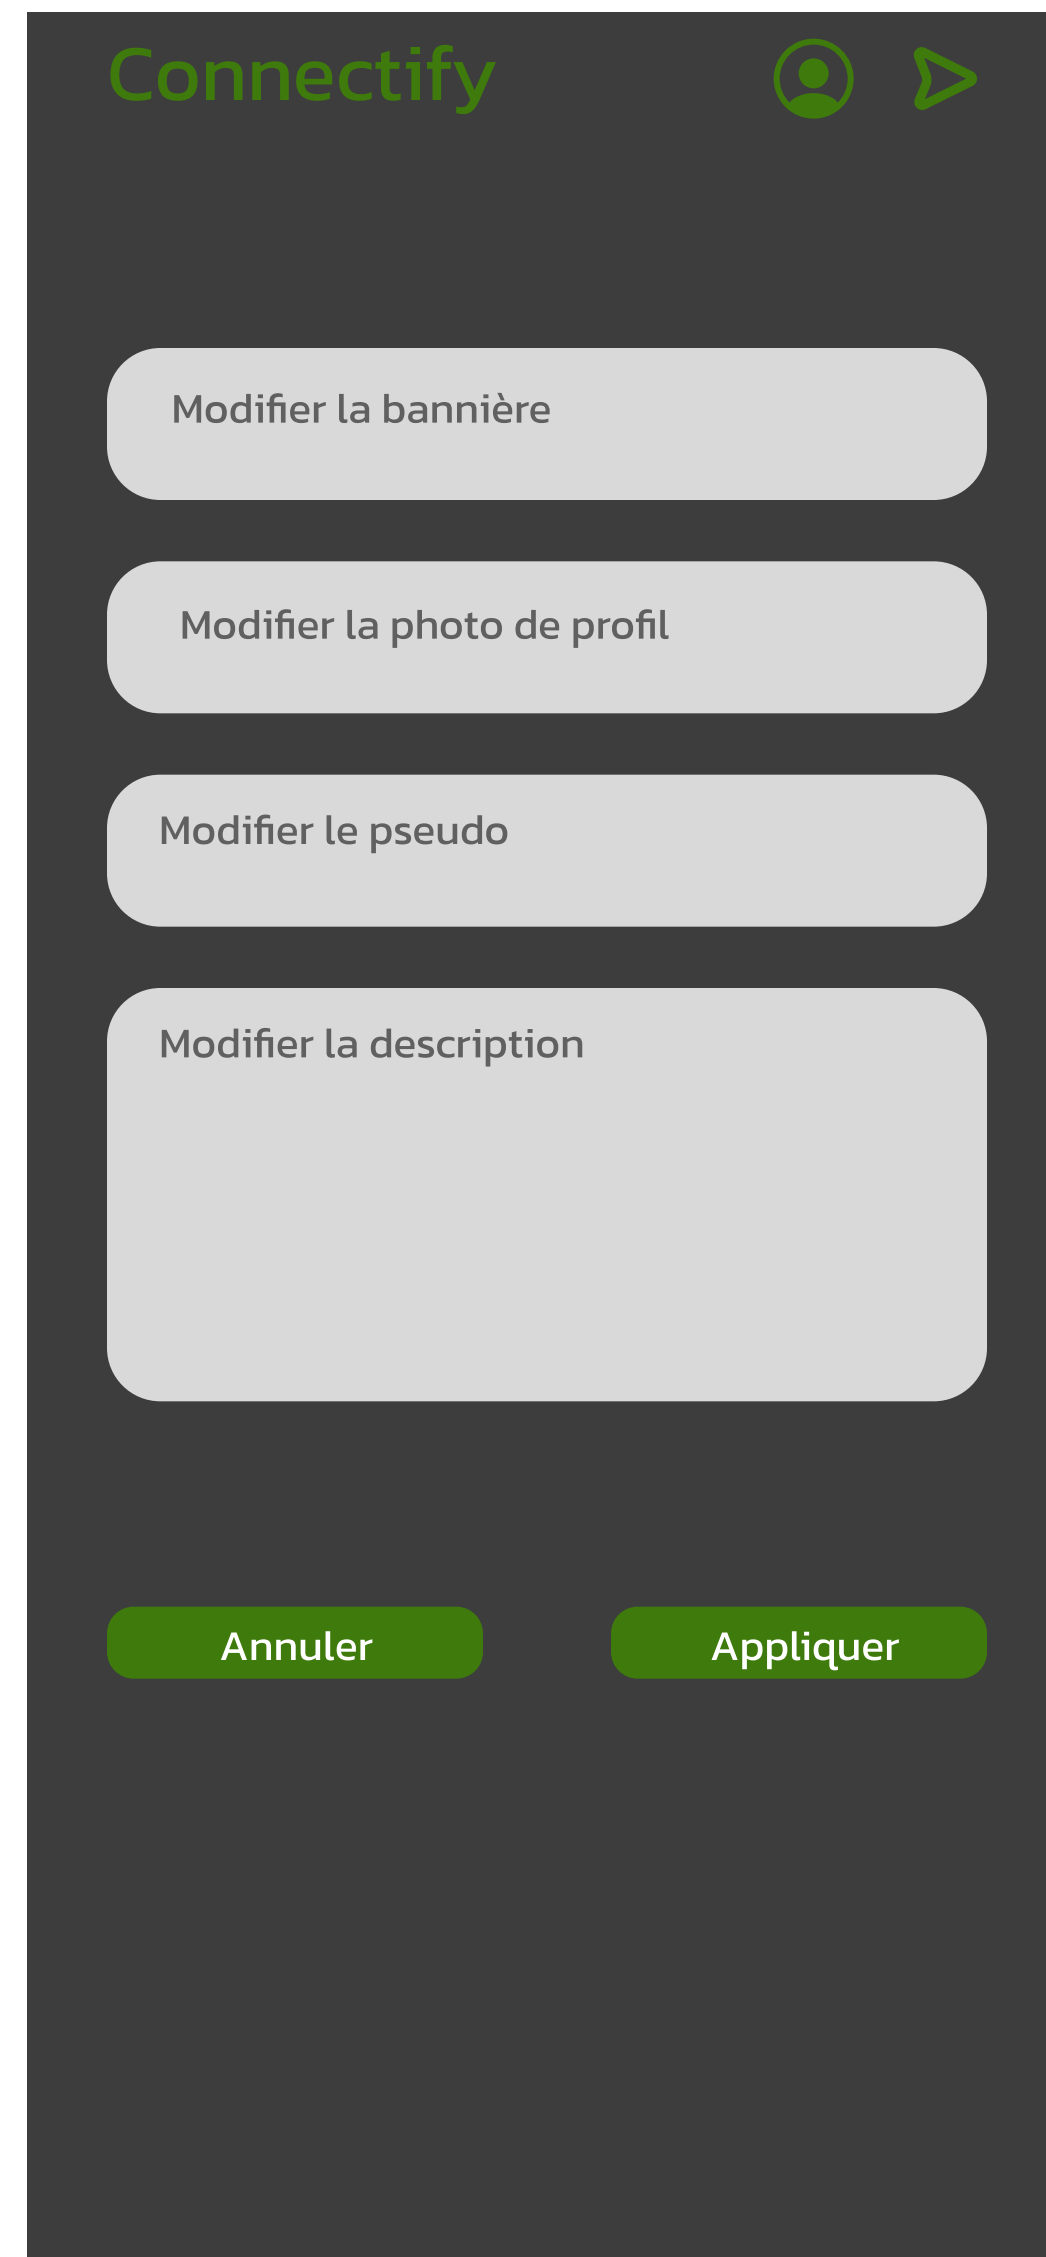 Connectify
Modifier la bannière
Modifier la photo de profil
Modifier le pseudo
Modifier la description
Annuler
Appliquer